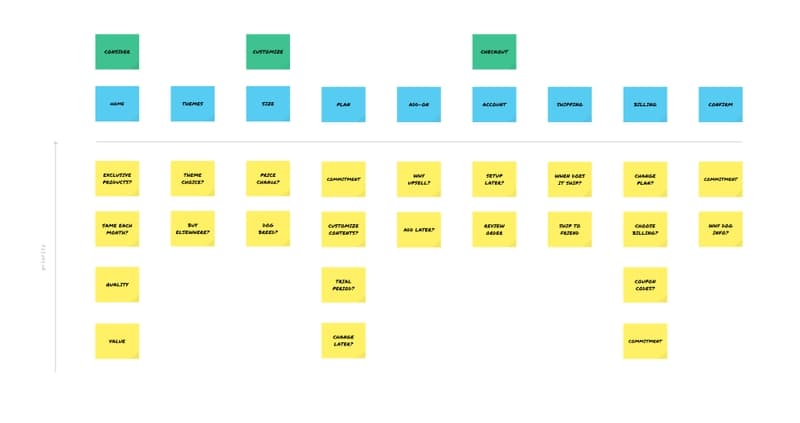 CONSIDER
CUSTOMIZE
CHECKOUT
HOME
THEMES
SIZE
PLAN
ADD-ON
ACCOUNT
SHIPPING
BILLING
CONFIRM
EXCLUSIVE
PRODUCTS?
THEME
CHOICE?
PRICE
CHANGE?
COMMITMENT
WHY
UPSELL?
SETUP
LATER?
WHEN DOES
IT SHIP?
CHANGE
PLAN?
COMMITMENT
SAME EACH
MONTH?
BUY
ELSEWHERE?
DOG
BREED?
CUSTOMIZE
CONTENTS?
ADD LATER?
REVIEW
ORDER
SHIP TO
FRIEND
CHOOSE
BILLING?
WHY DOG
INFO?
priority
QUALITY
TRIAL
PERIOD?
COUPON
CODES?
VALUE
CHANGE
LATER?
COMMITMENT